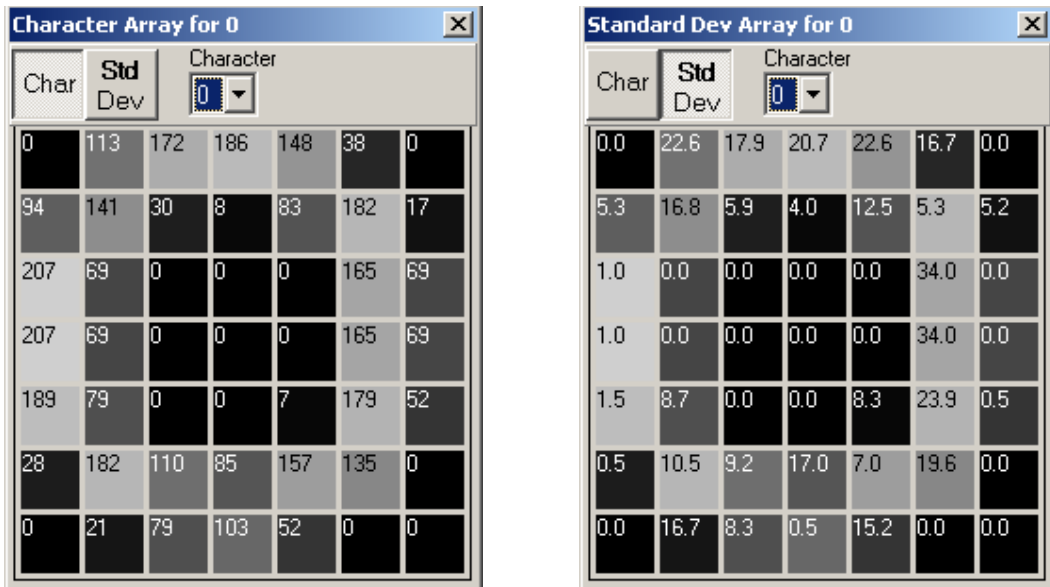 Character Array for 0
Char
Std
Dev
Character
0
0 113 172 186 148 38 0
94 141 30 8 83 182 17
207 69 0 0 0 165 69
207 69 0 0 0 165 69
189 79 0 0 7 179 52
28 182 110 85 157 135 0
0 21 79 103 52 0 0
Standard Dev Array for 0
Char
Std
Dev
Character
0
0.0 22.6 17.9 20.7 22.6 16.7 0.0
5.3 16.8 5.9 4.0 12.5 5.3 5.2
1.0 0.0 0.0 0.0 0.0 34.0 0.0
1.0 0.0 0.0 0.0 0.0 34.0 0.0
1.5 8.7 0.0 0.0 8.3 23.9 0.5
0.5 10.5 9.2 17.0 7.0 19.6 0.0
0.0 16.7 8.3 0.5 15.2 0.0 0.0